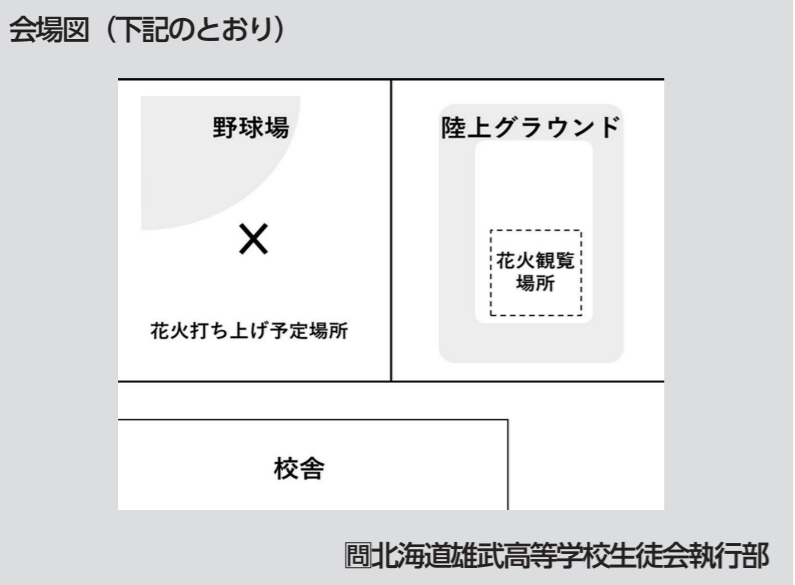 会場図（下記のとおり）
野球場
陸上グラウンド
花火観覧
場所
花火打ち上げ予定場所
校舎
問北海道雄武高等学校生徒会執行部